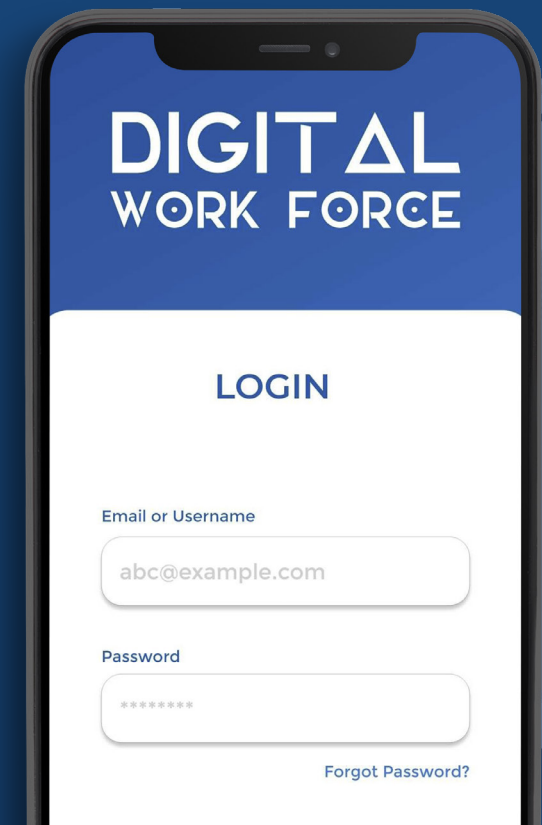 DIGITAL
WORK FORCE
LOGIN
Email or Username
abc@example.com
Password
********
Forgot Password?